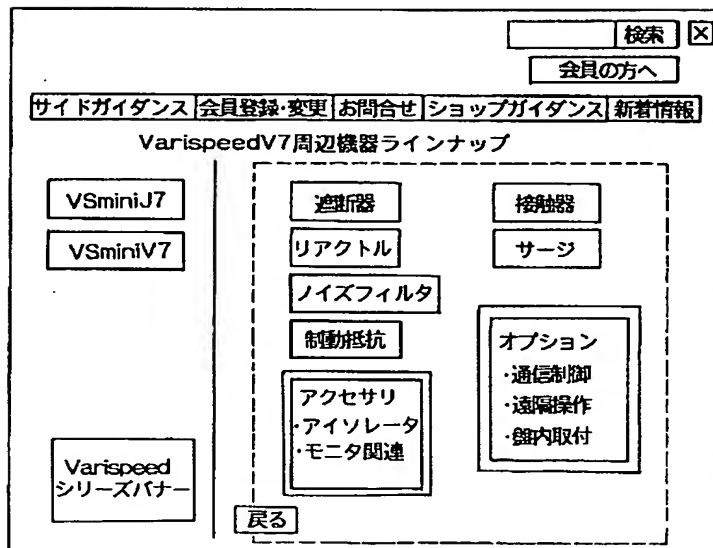 検索
会員の方へ
サイドガイダンス 会員登録・変更 お問合せ ショップガイダンス 新着情報
VarispeedV7周辺機器ラインナップ
VSminiJ7
VSminiV7
Varispeed
シリーズバナー
遮断器
接触器
リアクトル
サージ
ノイズフィルタ
制動抵抗
アクセサリ
・アイソレータ
・モニタ関連
オプション
・通信制御
・遠隔操作
・盤内取付
戻る